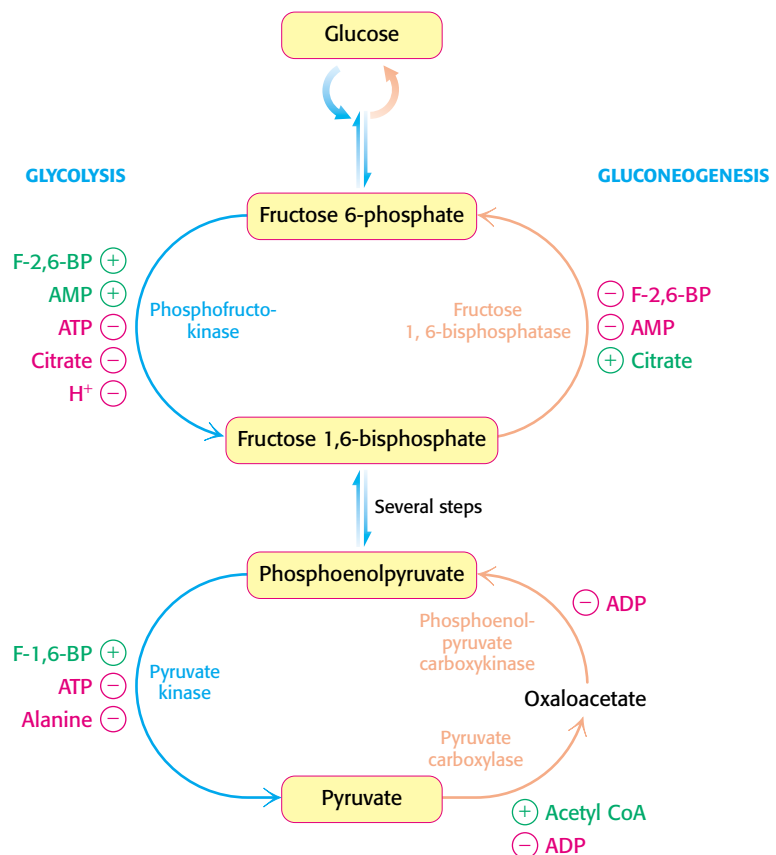 Glucose
GLYCOLYSIS
GLUCONEOGENESIS
Fructose 6-phosphate
F-2,6-BP +
AMP +
ATP −
Citrate −
H⁺ −
Phosphofructo-
kinase
Fructose
1, 6-bisphosphatase
− F-2,6-BP
− AMP
+ Citrate
Fructose 1,6-bisphosphate
Several steps
Phosphoenolpyruvate
− ADP
Phosphoenol-
pyruvate
carboxykinase
F-1,6-BP +
ATP −
Alanine −
Pyruvate
kinase
Oxaloacetate
Pyruvate
carboxylase
Pyruvate
+ Acetyl CoA
− ADP